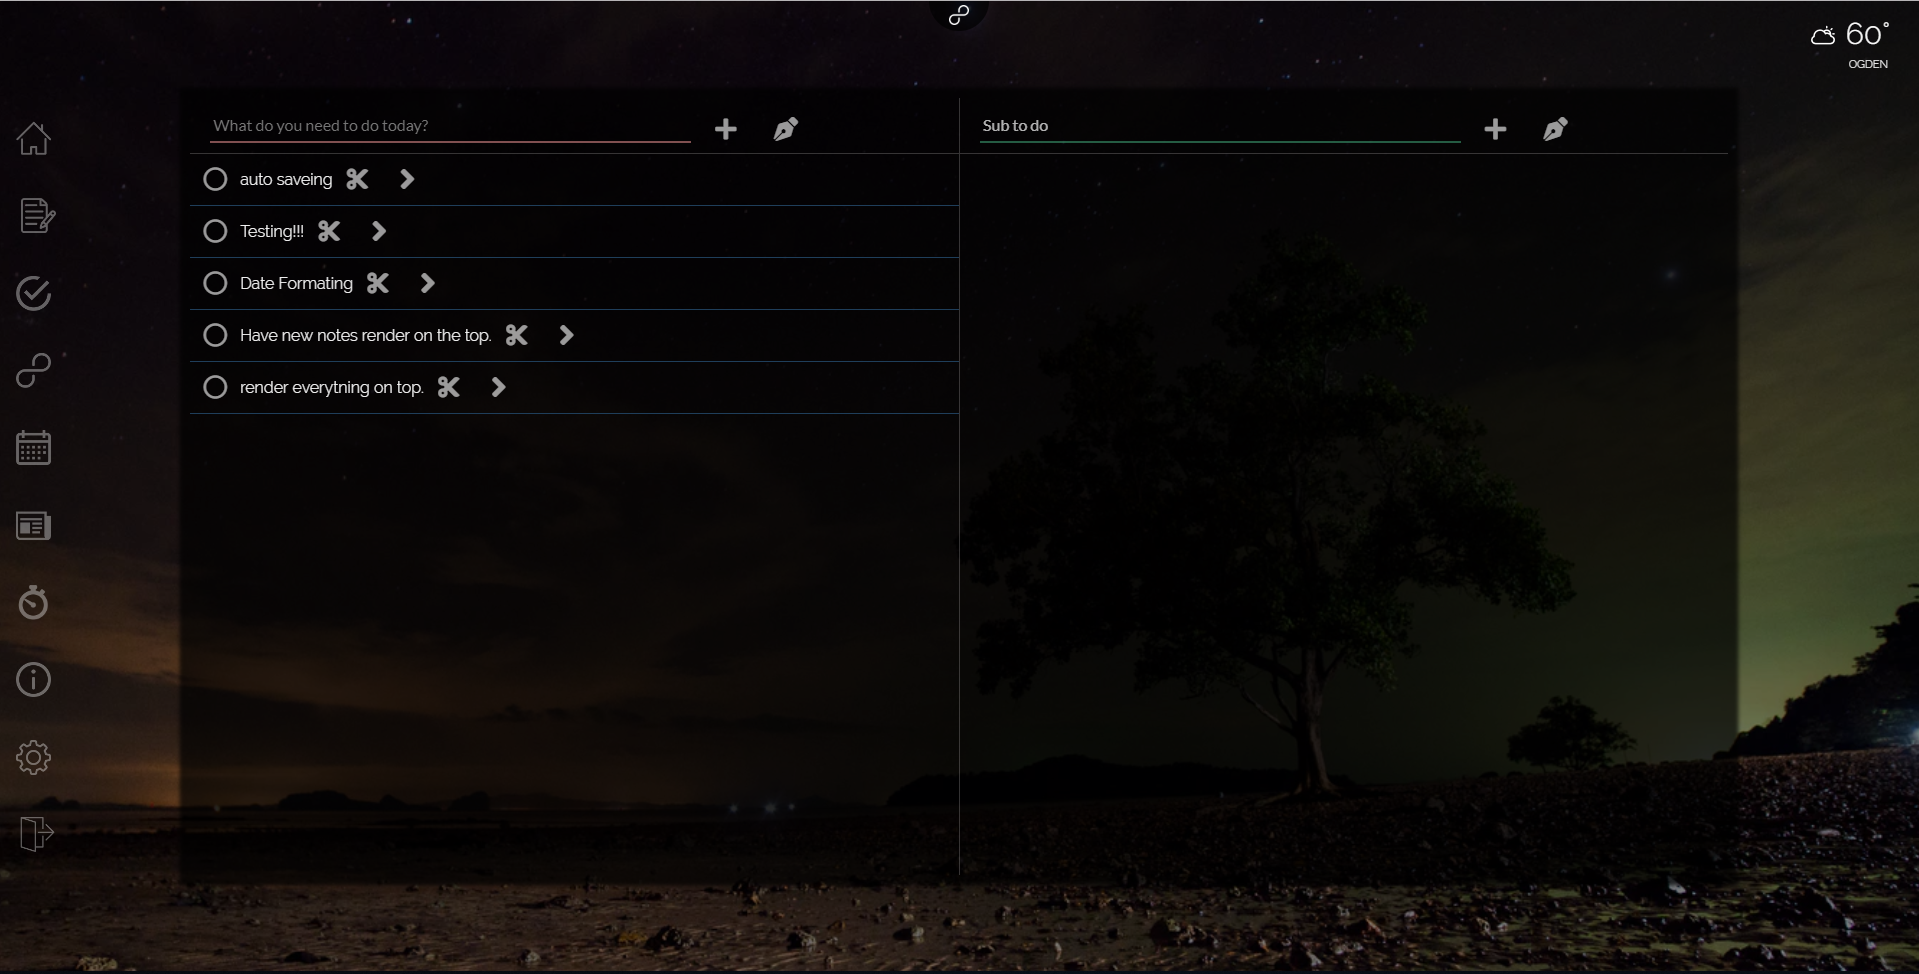 60°
OGDEN
What do you need to do today?
Sub to do
auto saveing
Testing!!!
Date Formating
Have new notes render on the top.
render everytning on top.